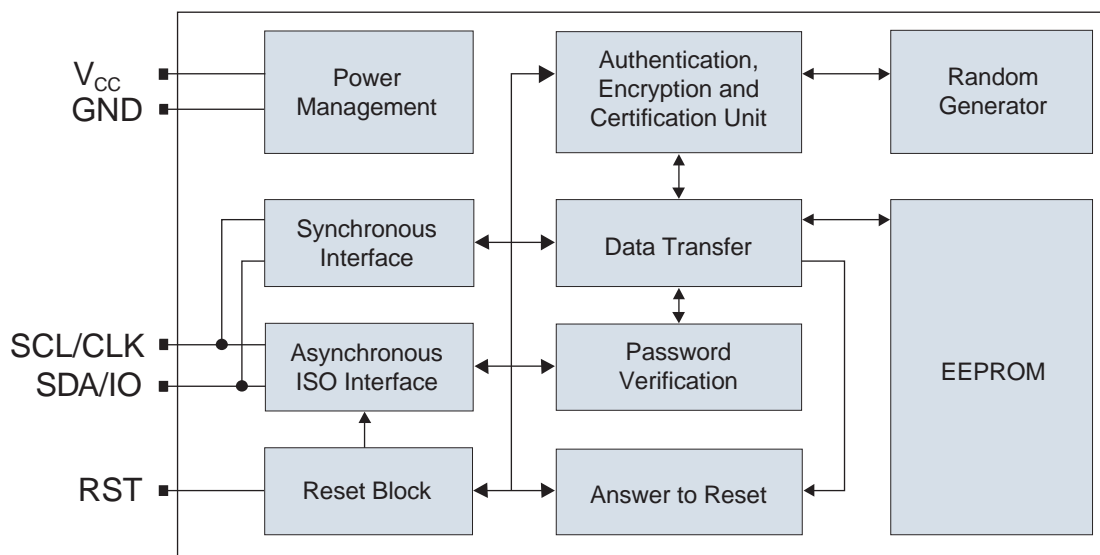 V_CC
GND
Power
Management
Authentication,
Encryption and
Certification Unit
Random
Generator
Synchronous
Interface
Data Transfer
SCL/CLK
SDA/IO
Asynchronous
ISO Interface
Password
Verification
EEPROM
RST
Reset Block
Answer to Reset